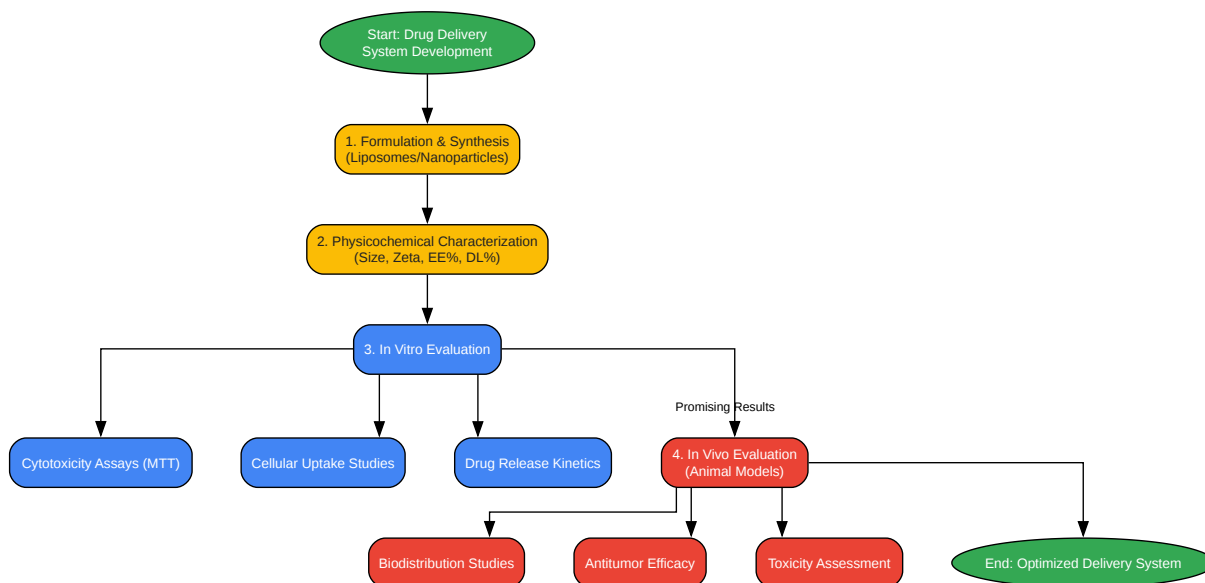 Start: Drug Delivery
System Development
1. Formulation & Synthesis
(Liposomes/Nanoparticles)
2. Physicochemical Characterization
(Size, Zeta, EE%, DL%)
3. In Vitro Evaluation
Promising Results
Cytotoxicity Assays (MTT)
Cellular Uptake Studies
Drug Release Kinetics
4. In Vivo Evaluation
(Animal Models)
Biodistribution Studies
Antitumor Efficacy
Toxicity Assessment
End: Optimized Delivery System